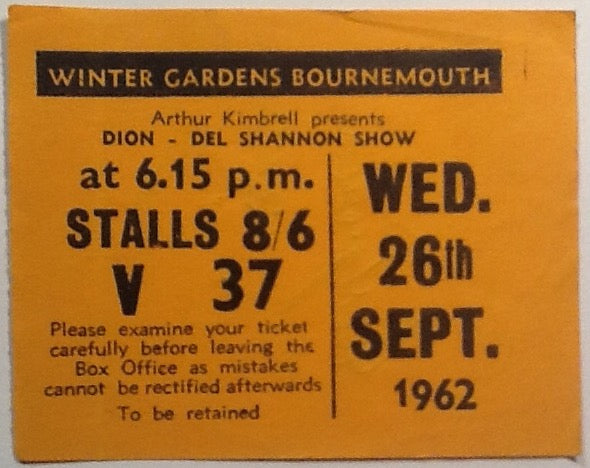 WINTER GARDENS BOURNEMOUTH
Arthur Kimbrell presents
DION - DEL SHANNON SHOW
at 6.15 p.m.
STALLS 8/6
V 37
Please examine your ticket
carefully before leaving the
Box Office as mistakes
cannot be rectified afterwards
To be retained
WED.
26th
SEPT.
1962